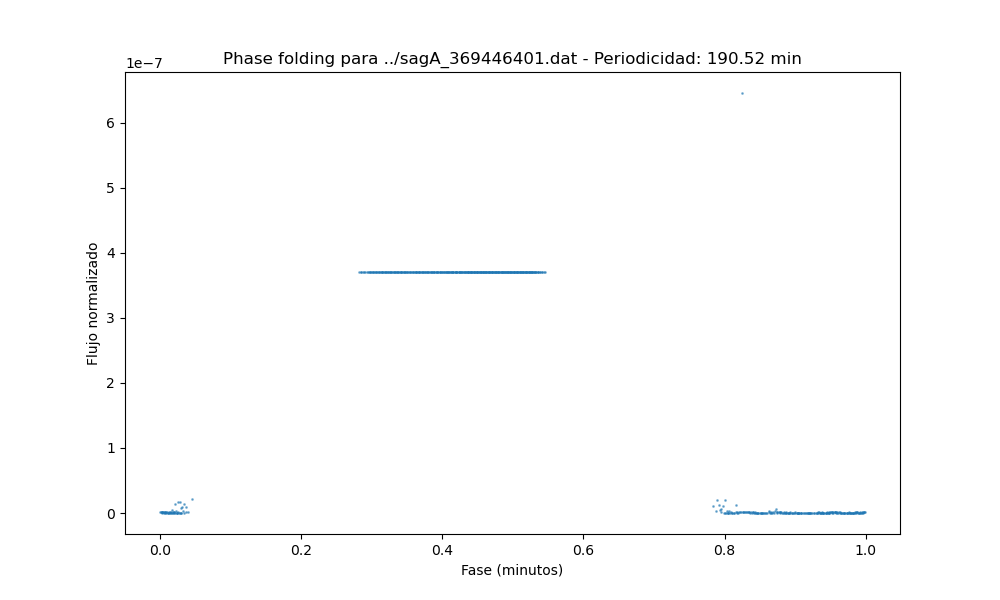 Phase folding para ../sagA_369446401.dat - Periodicidad: 190.52 min
1e−7
6
5
4
3
2
1
0
Flujo normalizado
0.0 0.2 0.4 0.6 0.8 1.0
Fase (minutos)